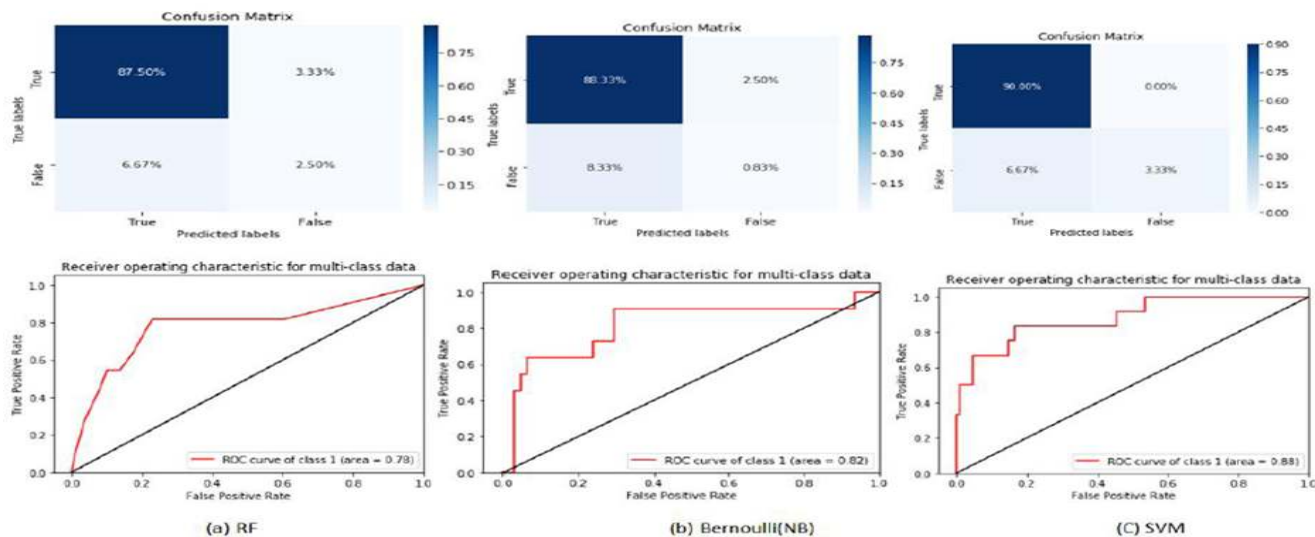 Confusion Matrix
True labels
True
False
87.50%
3.33%
6.67%
2.50%
True
False
Predicted labels
0.75
0.60
0.45
0.30
0.15
Confusion Matrix
True labels
True
False
88.33%
2.50%
8.33%
0.83%
True
False
Predicted labels
0.75
0.60
0.45
0.30
0.15
Confusion Matrix
True labels
True
False
90.00%
0.00%
6.67%
3.33%
True
False
Predicted labels
0.90
0.75
0.60
0.45
0.30
0.15
0.00
Receiver operating characteristic for multi-class data
True Positive Rate
1.0
0.8
0.6
0.4
0.2
0.0
ROC curve of class 1 (area = 0.78)
0.0 0.2 0.4 0.6 0.8 1.0
False Positive Rate
(a) RF
Receiver operating characteristic for multi-class data
True Positive Rate
1.0
0.8
0.6
0.4
0.2
0.0
ROC curve of class 1 (area = 0.82)
0.0 0.2 0.4 0.6 0.8 1.0
False Positive Rate
(b) Bernoulli(NB)
Receiver operating characteristic for multi-class data
True Positive Rate
1.0
0.8
0.6
0.4
0.2
0.0
ROC curve of class 1 (area = 0.88)
0.0 0.2 0.4 0.6 0.8 1.0
False Positive Rate
(C) SVM